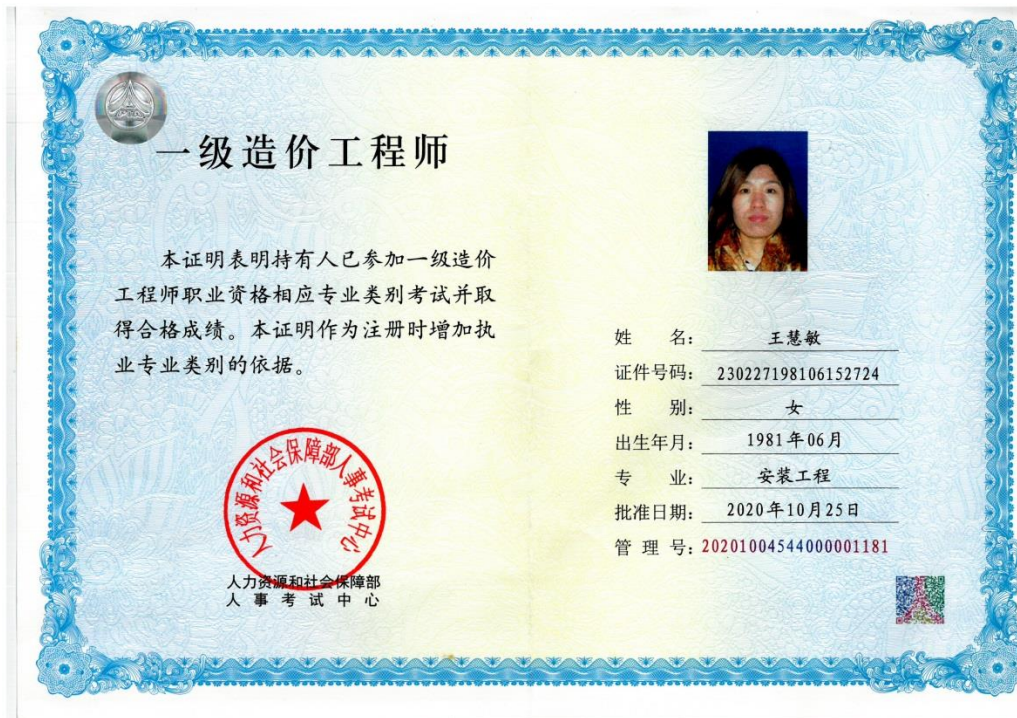 一级造价工程师
本证明表明持有人已参加一级造价
工程师职业资格相应专业类别考试并取
得合格成绩。本证明作为注册时增加执
业专业类别的依据。
人力资源和社会保障部人事考试中心
人力资源和社会保障部
人事考试中心
姓 名：王慧敏
证件号码：230227198106152724
性 别：女
出生年月：1981年06月
专 业：安装工程
批准日期：2020年10月25日
管 理 号：20201004544000001181